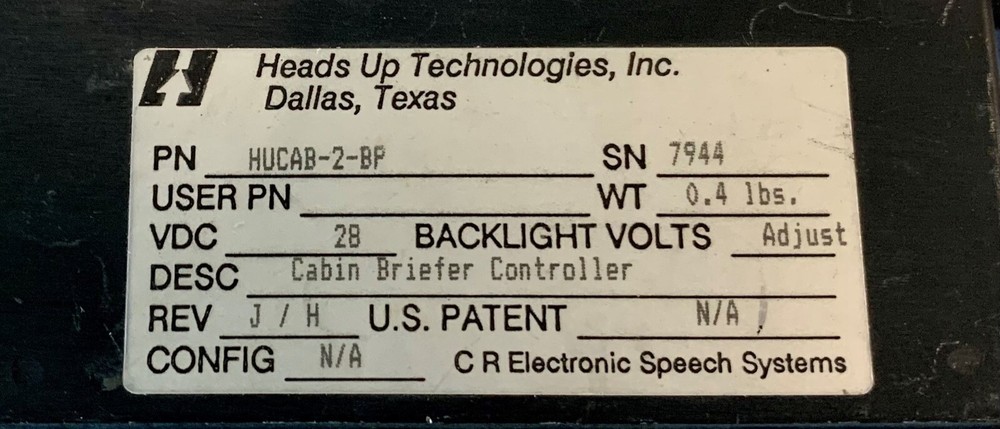 Heads Up Technologies, Inc.
Dallas, Texas
PN HUCAB-2-BP SN 7944
USER PN WT 0.4 lbs.
VDC 28 BACKLIGHT VOLTS Adjust
DESC Cabin Briefer Controller
REV J / H U.S. PATENT N/A
CONFIG N/A C R Electronic Speech Systems